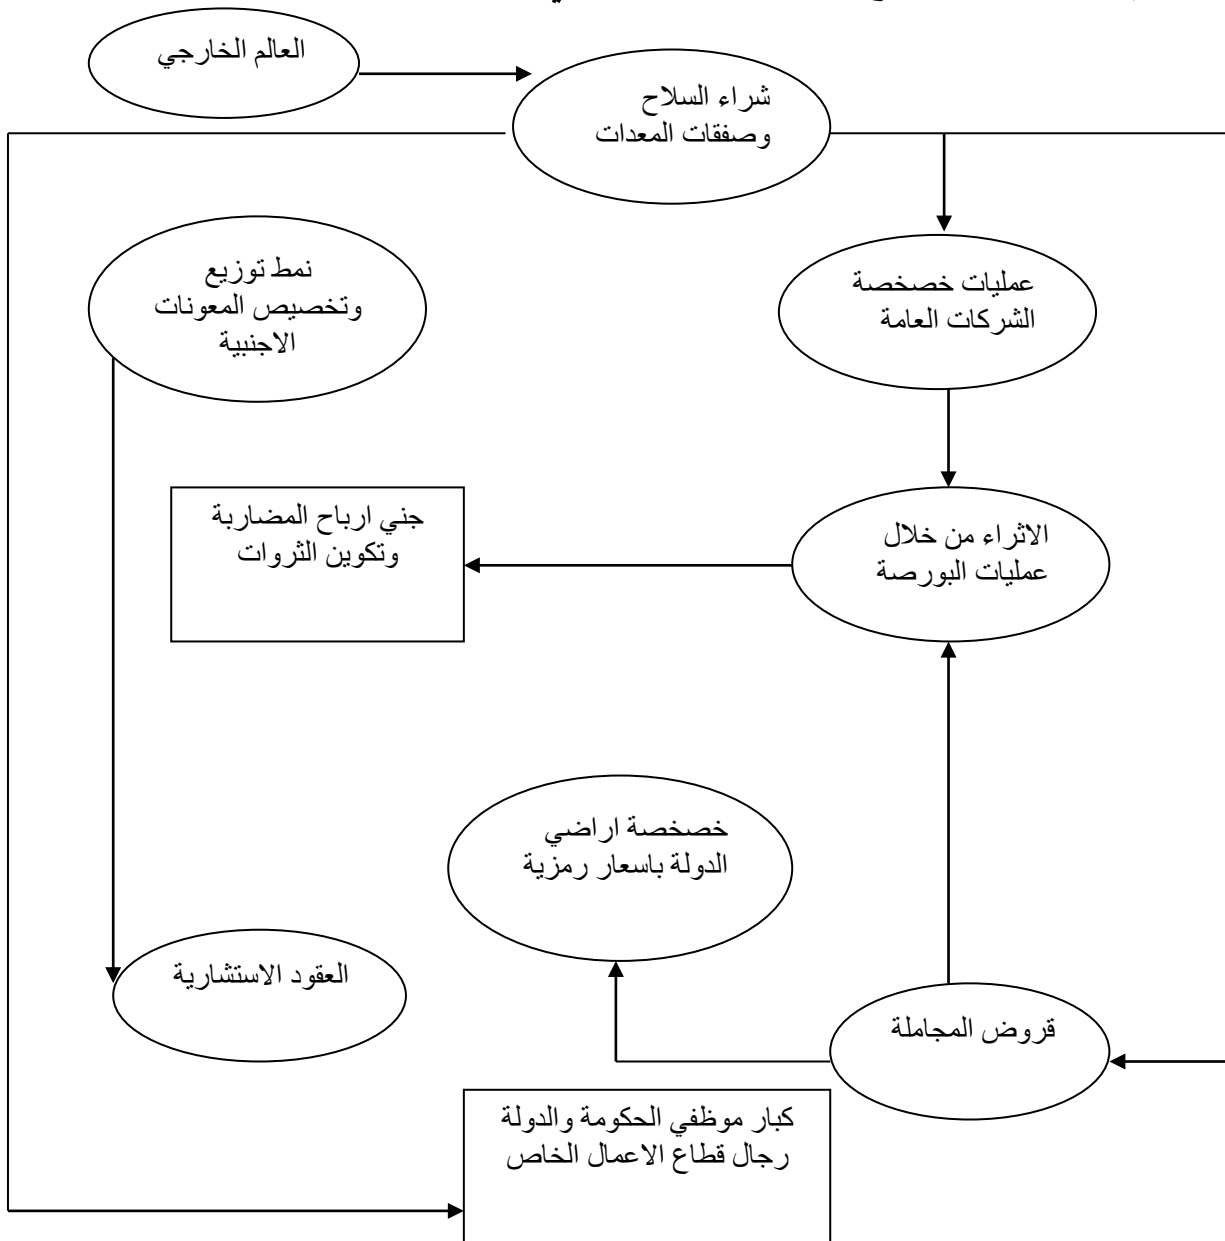 العالم الخارجي
شراء السلاح
وصفقات المعدات
نمط توزيع
وتخصيص المعونات
الاجنبية
عمليات خصخصة
الشركات العامة
جني ارباح المضاربة
وتكوين الثروات
الاثراء من خلال
عمليات البورصة
خصخصة اراضي
الدولة باسعار رمزية
العقود الاستشارية
قروض المجاملة
كبار موظفي الحكومة والدولة
رجال قطاع الاعمال الخاص